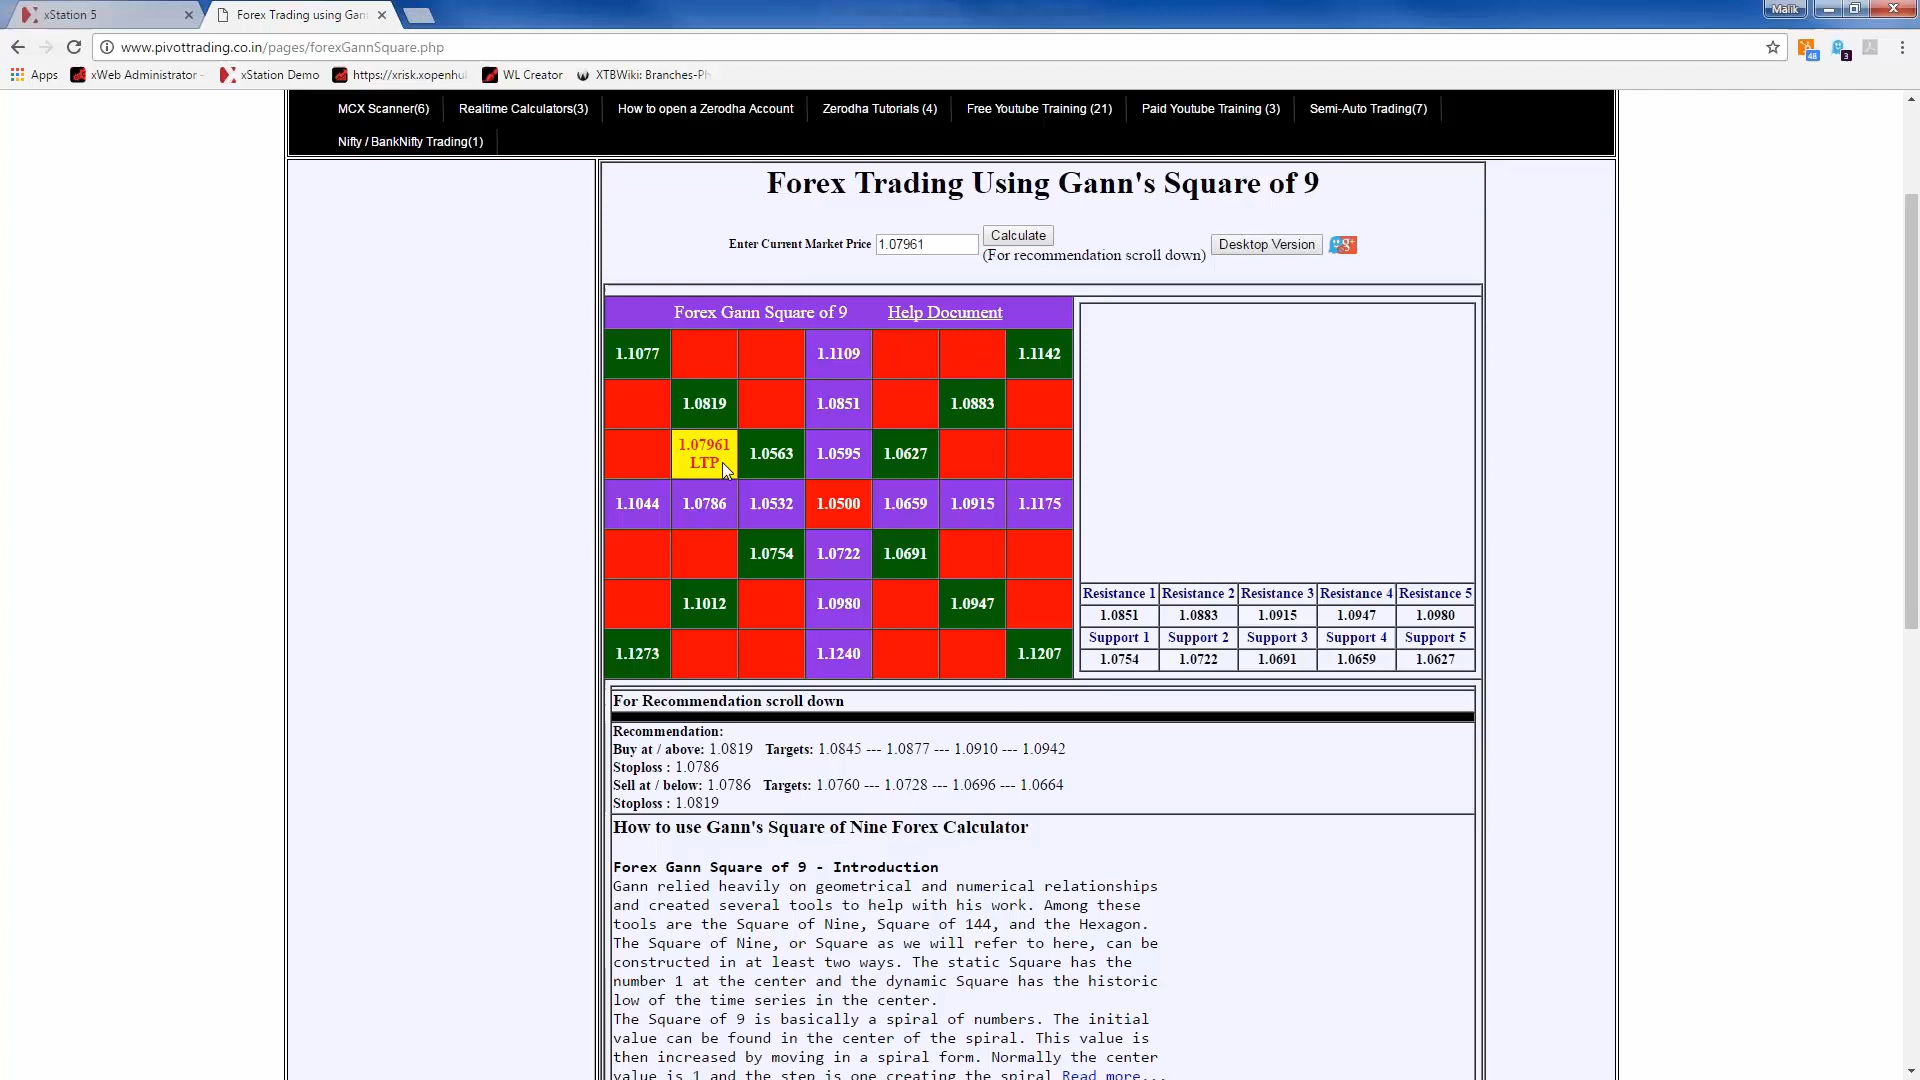 xStation 5
Forex Trading using Gan
Malik
www.pivottrading.co.in/pages/forexGannSquare.php
48
3
Apps
xWeb Administrator -
xStation Demo
https://xrisk.xopenhu
WL Creator
XTBWiki: Branches-Ph
MCX Scanner(6)
Realtime Calculators(3)
How to open a Zerodha Account
Zerodha Tutorials (4)
Free Youtube Training (21)
Paid Youtube Training (3)
Semi-Auto Trading(7)
Nifty / BankNifty Trading(1)
Forex Trading Using Gann's Square of 9
Enter Current Market Price 1.07961 Calculate
(For recommendation scroll down)
Desktop Version
g+
Forex Gann Square of 9 Help Document
1.1077 1.1109 1.1142
1.0819 1.0851 1.0883
1.07961 LTP 1.0563 1.0595 1.0627
1.1044 1.0786 1.0532 1.0500 1.0659 1.0915 1.1175
1.0754 1.0722 1.0691
1.1012 1.0980 1.0947
1.1273 1.1240 1.1207
Resistance 1 Resistance 2 Resistance 3 Resistance 4 Resistance 5
1.0851 1.0883 1.0915 1.0947 1.0980
Support 1 Support 2 Support 3 Support 4 Support 5
1.0754 1.0722 1.0691 1.0659 1.0627
For Recommendation scroll down
Recommendation:
Buy at / above: 1.0819 Targets: 1.0845 --- 1.0877 --- 1.0910 --- 1.0942
Stoploss : 1.0786
Sell at / below: 1.0786 Targets: 1.0760 --- 1.0728 --- 1.0696 --- 1.0664
Stoploss : 1.0819
How to use Gann's Square of Nine Forex Calculator
Forex Gann Square of 9 - Introduction
Gann relied heavily on geometrical and numerical relationships
and created several tools to help with his work. Among these
tools are the Square of Nine, Square of 144, and the Hexagon.
The Square of Nine, or Square as we will refer to here, can be
constructed in at least two ways. The static Square has the
number 1 at the center and the dynamic Square has the historic
low of the time series in the center.
The Square of 9 is basically a spiral of numbers. The initial
value can be found in the center of the spiral. This value is
then increased by moving in a spiral form. Normally the center
value is 1 and the step is one creating the spiral Read more...